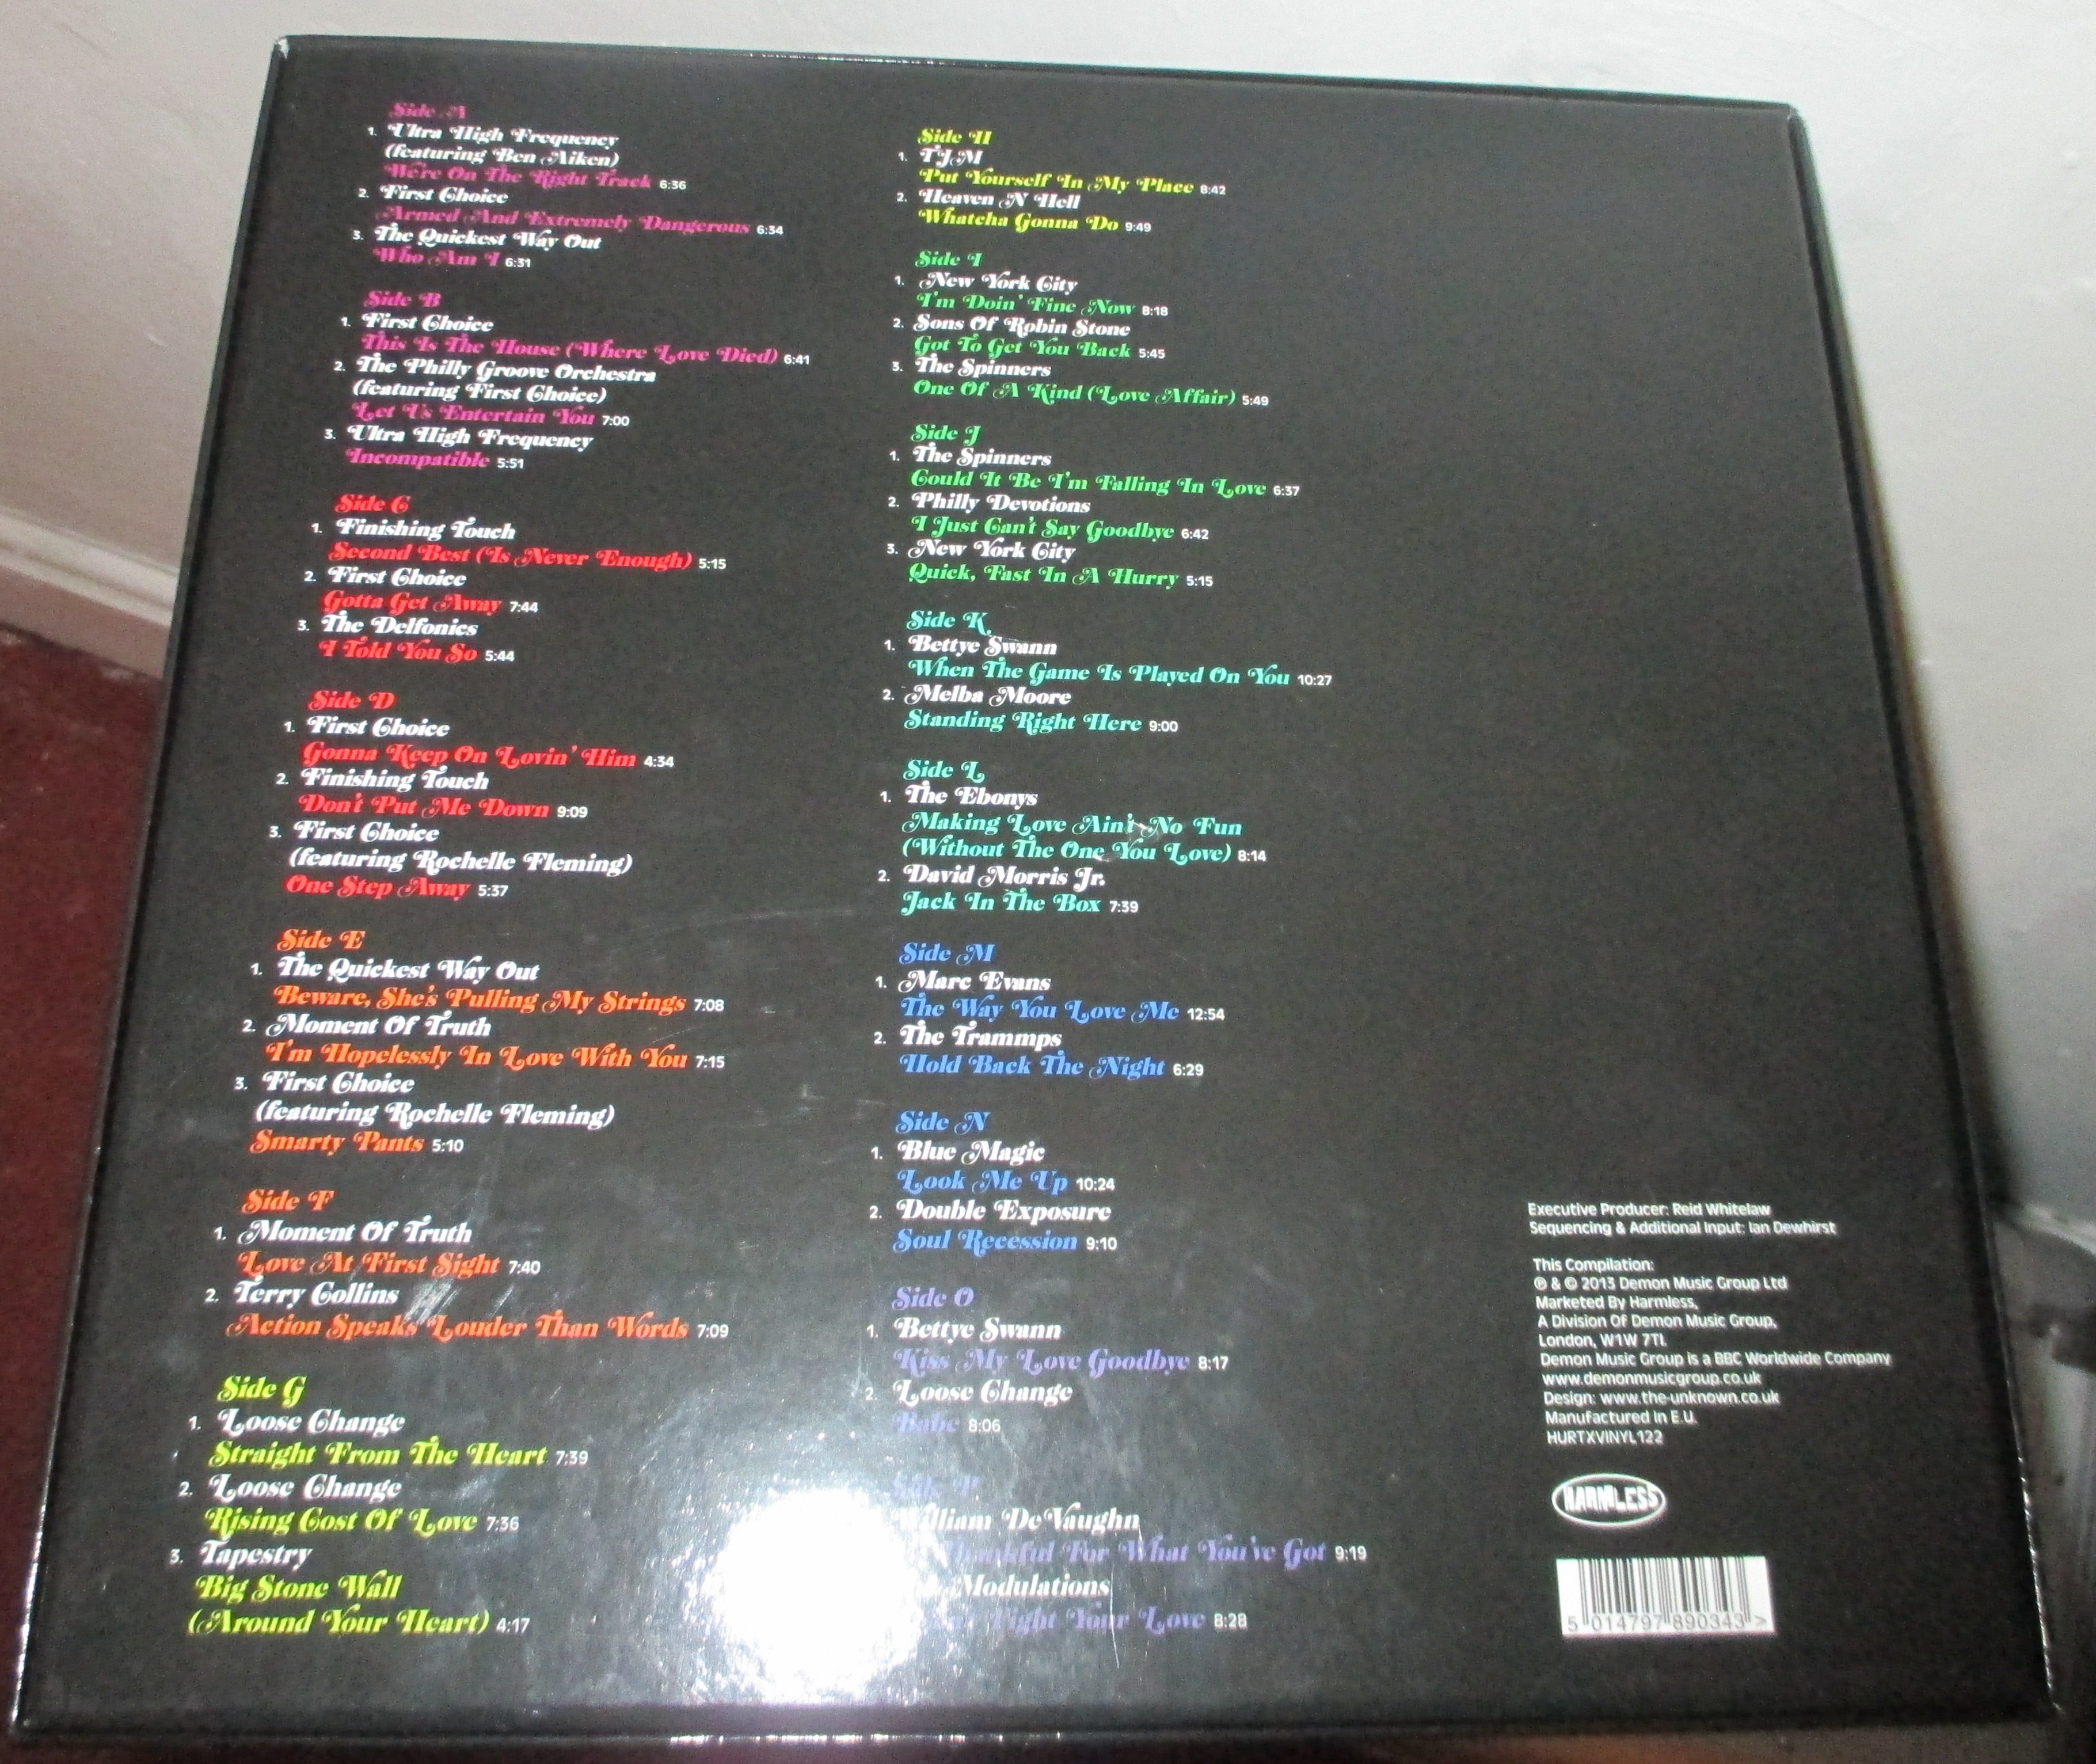 Side A
1. Ultra High Frequency
(featuring Ben Aiken)
We're On The Right Track 6:36
2. First Choice
Armed And Extremely Dangerous 6:34
3. The Quickest Way Out
Who Am I 6:31
Side B
1. First Choice
This Is The House (Where Love Died) 6:41
2. The Philly Groove Orchestra
(featuring First Choice)
Let Us Entertain You 7:00
3. Ultra High Frequency
Incompatible 5:51
Side C
1. Finishing Touch
Second Best (Is Never Enough) 5:15
2. First Choice
Gotta Get Away 7:44
3. The Delfonics
I Told You So 5:44
Side D
1. First Choice
Gonna Keep On Lovin' Him 4:34
2. Finishing Touch
Don't Put Me Down 9:09
3. First Choice
(featuring Rochelle Fleming)
One Step Away 5:37
Side E
1. The Quickest Way Out
Beware, She's Pulling My Strings 7:08
2. Moment Of Truth
I'm Hopelessly In Love With You 7:15
3. First Choice
(featuring Rochelle Fleming)
Smarty Pants 5:10
Side F
1. Moment Of Truth
Love At First Sight 7:40
2. Terry Collins
Action Speaks Louder Than Words 7:09
Side G
1. Loose Change
Straight From The Heart 7:39
2. Loose Change
Rising Cost Of Love 7:36
3. Tapestry
Big Stone Wall
(Around Your Heart) 4:17
Side H
1. TJM
Put Yourself In My Place 8:42
2. Heaven N Hell
Whatcha Gonna Do 9:49
Side I
1. New York City
I'm Doin' Fine Now 8:18
2. Sons Of Robin Stone
Got To Get You Back 5:45
3. The Spinners
One Of A Kind (Love Affair) 5:49
Side J
1. The Spinners
Could It Be I'm Falling In Love 6:37
2. Philly Devotions
I Just Can't Say Goodbye 6:42
3. New York City
Quick, Fast In A Hurry 5:15
Side K
1. Bettye Swann
When The Game Is Played On You 10:27
2. Melba Moore
Standing Right Here 9:00
Side L
1. The Ebonys
Making Love Ain't No Fun
(Without The One You Love) 8:14
2. David Morris Jr.
Jack In The Box 7:39
Side M
1. Marc Evans
The Way You Love Me 12:54
2. The Trammps
Hold Back The Night 6:29
Side N
1. Blue Magic
Look Me Up 10:24
2. Double Exposure
Soul Recession 9:10
Side O
1. Bettye Swann
Kiss My Love Goodbye 8:17
2. Loose Change
Babe 8:06
Side P
William DeVaughn
Thankful For What You've Got 9:19
Modulations
Fight Your Love 8:28
Executive Producer: Reid Whitelaw
Sequencing & Additional Input: Ian Dewhirst
This Compilation:
℗ & © 2013 Demon Music Group Ltd
Marketed By Harmless,
A Division Of Demon Music Group,
London, W1W 7TL
Demon Music Group is a BBC Worldwide Company
www.demonmusicgroup.co.uk
Design: www.the-unknown.co.uk
Manufactured In E.U.
HURTXVINYL122
HARMLESS
5 014797 890343 >